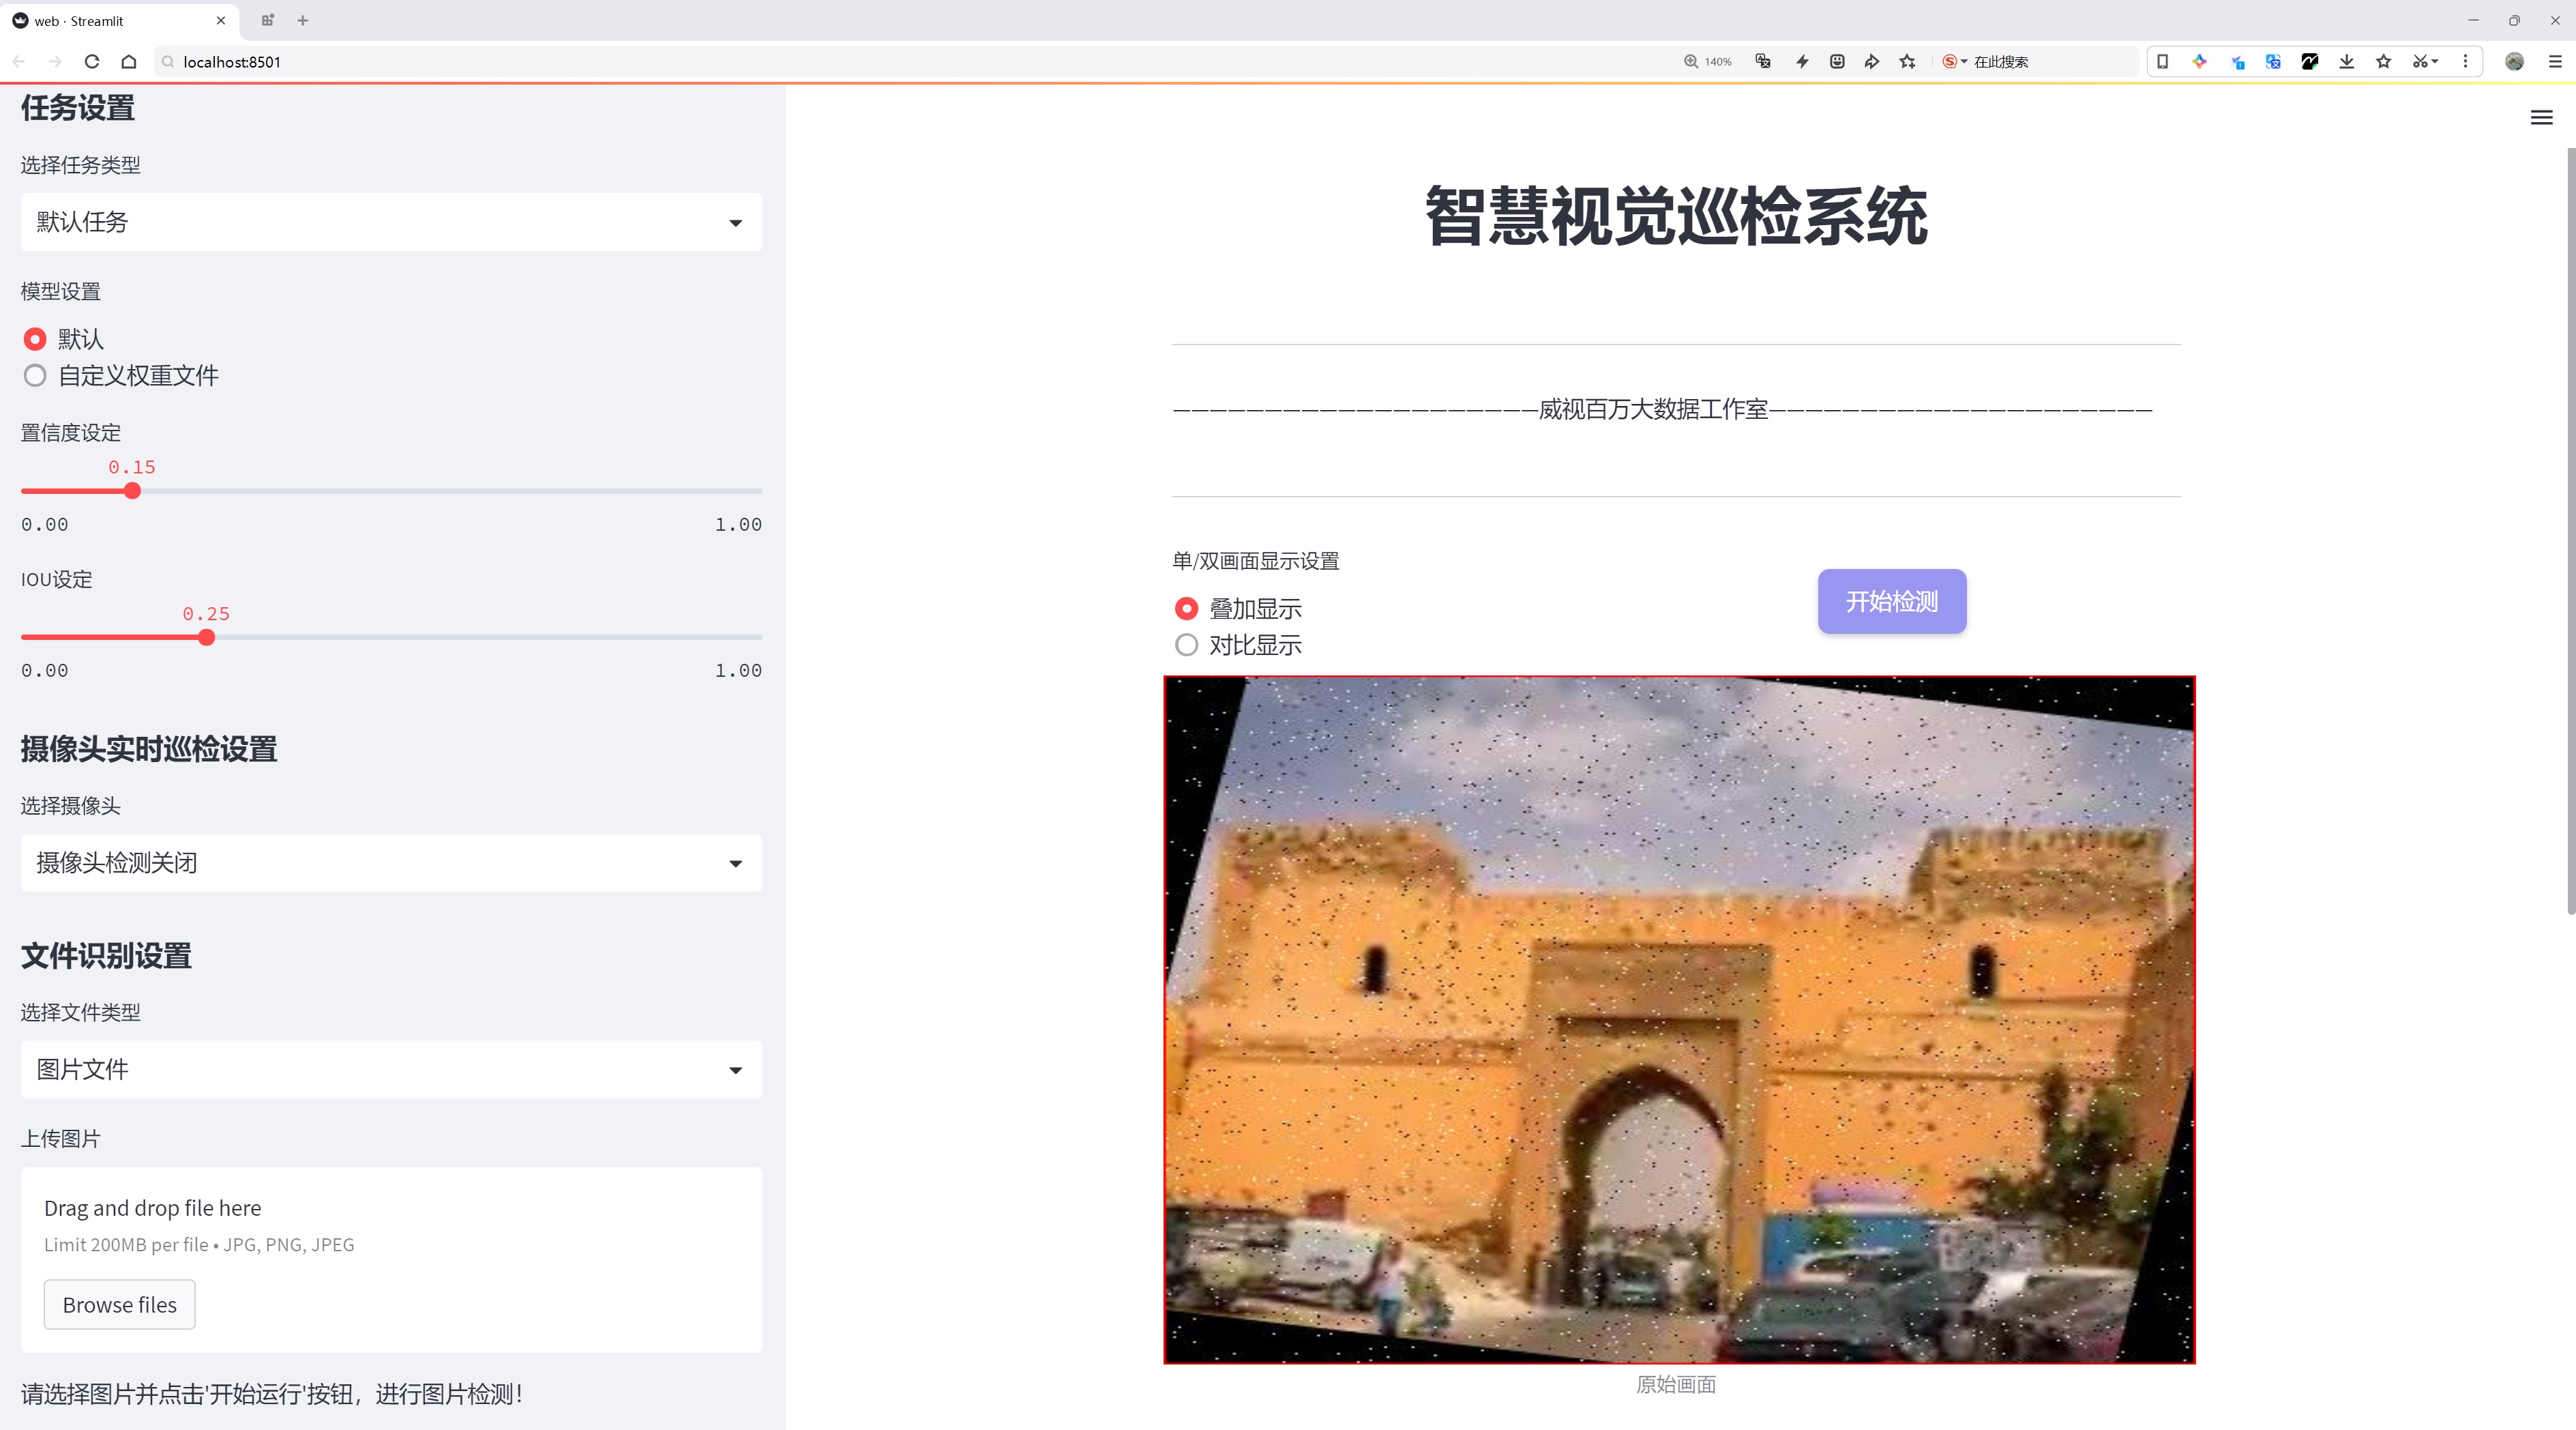 web · Streamlit
localhost:8501
140%
在此搜索
任务设置
选择任务类型
默认任务
模型设置
默认
自定义权重文件
置信度设定
0.15
0.00
1.00
IOU设定
0.25
0.00
1.00
摄像头实时巡检设置
选择摄像头
摄像头检测关闭
文件识别设置
选择文件类型
图片文件
上传图片
Drag and drop file here
Limit 200MB per file • JPG, PNG, JPEG
Browse files
请选择图片并点击'开始运行'按钮，进行图片检测！
智慧视觉巡检系统
————————————————————威视百万大数据工作室—————————————————————
单/双画面显示设置
叠加显示
对比显示
开始检测
原始画面